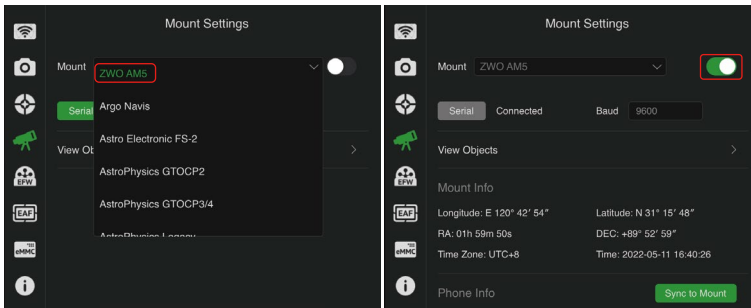 Mount Settings
Mount ZWO AM5
Argo Navis
Serial
Astro Electronic FS-2
View Ob
AstroPhysics GTOCP2
EFW
AstroPhysics GTOCP3/4
EAF
eMMC
Mount Settings
Mount ZWO AM5
Serial Connected Baud 9600
View Objects
EFW
Mount Info
EAF
Longitude: E 120° 42′ 54″ Latitude: N 31° 15′ 48″
RA: 01h 59m 50s DEC: +89° 52′ 59″
eMMC
Time Zone: UTC+8 Time: 2022-05-11 16:40:26
Phone Info Sync to Mount